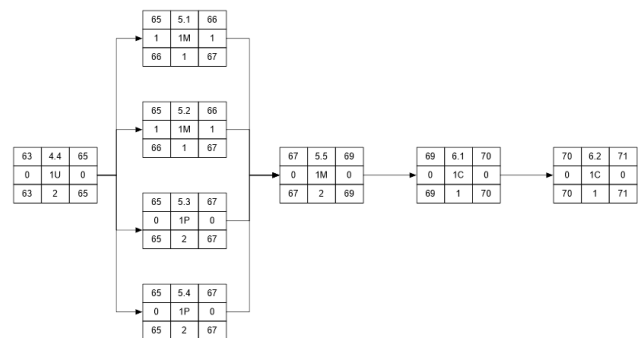 65 5.1 66
1 1M 1
66 1 67
65 5.2 66
1 1M 1
66 1 67
63 4.4 65
0 1U 0
63 2 65
65 5.3 67
0 1P 0
65 2 67
65 5.4 67
0 1P 0
65 2 67
67 5.5 69
0 1M 0
67 2 69
69 6.1 70
0 1C 0
69 1 70
70 6.2 71
0 1C 0
70 1 71